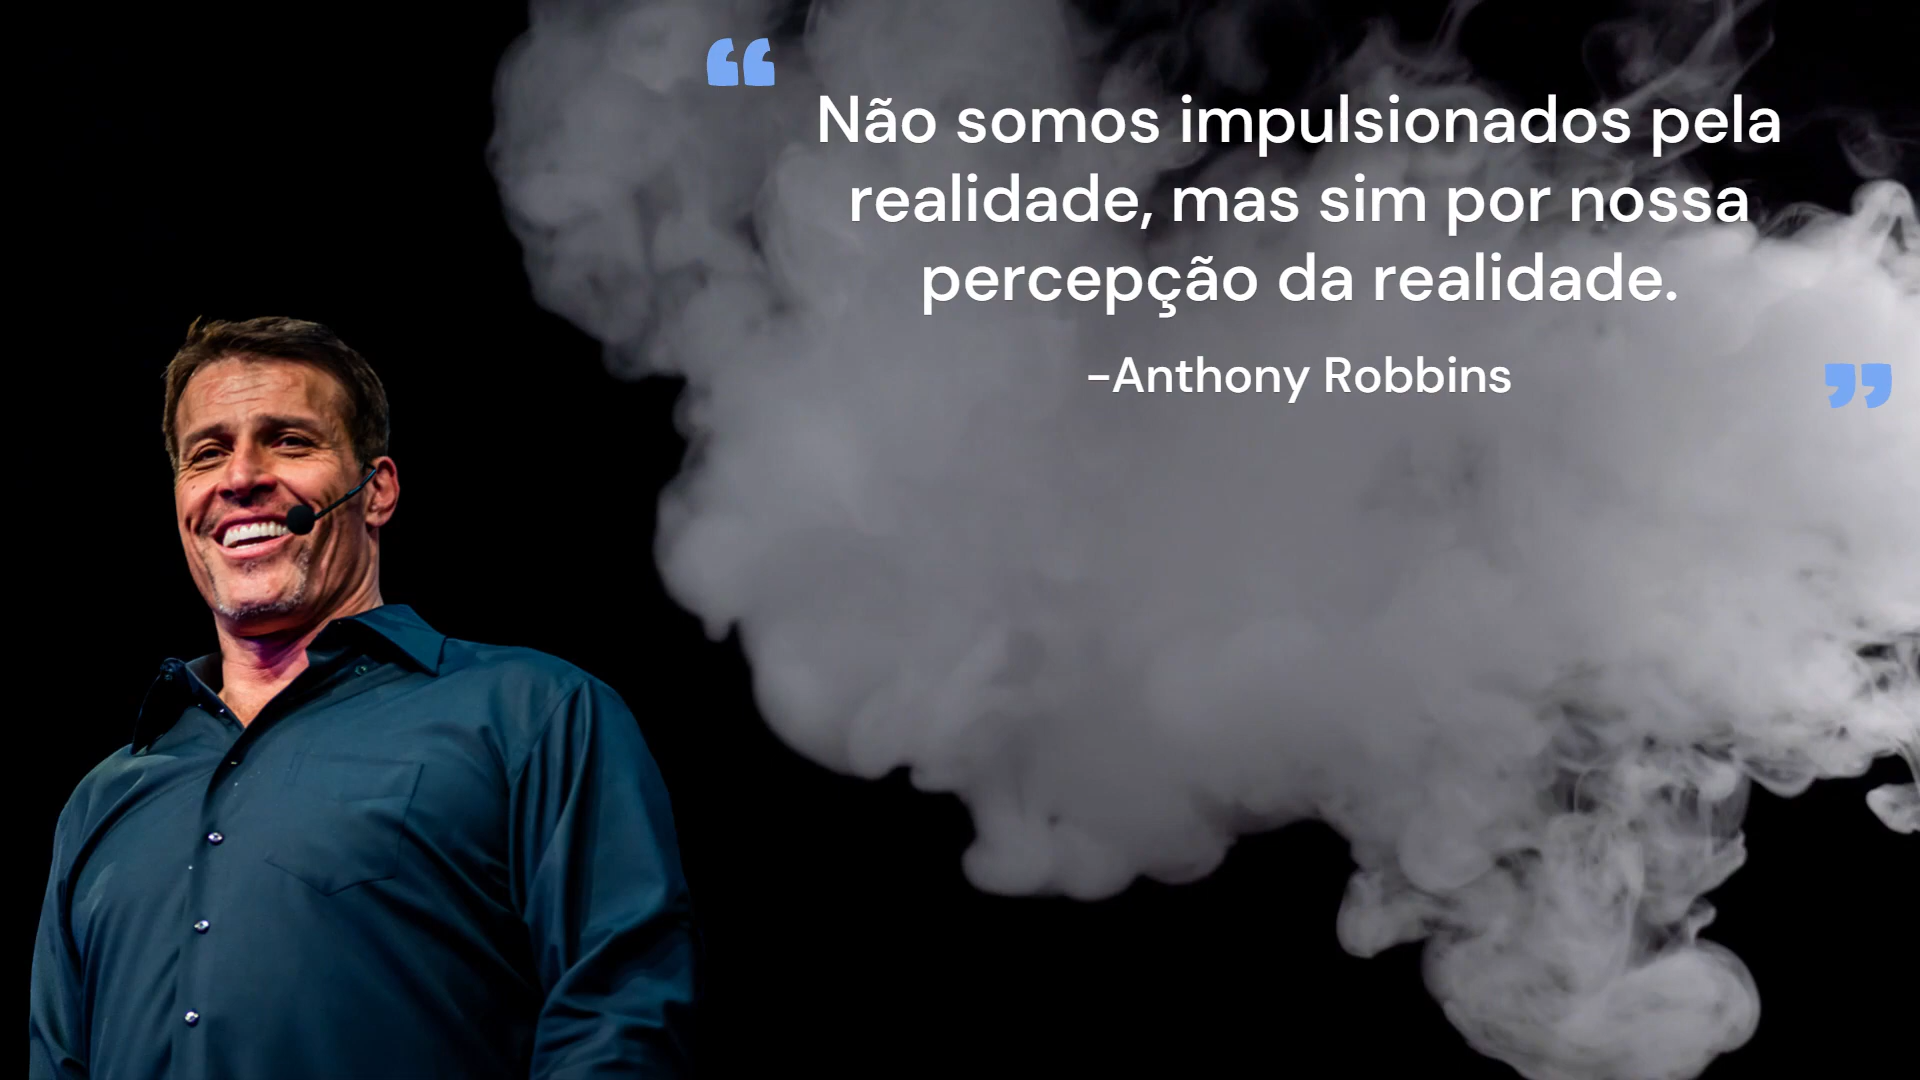 “
Não somos impulsionados pela
realidade, mas sim por nossa
percepção da realidade.
-Anthony Robbins
”